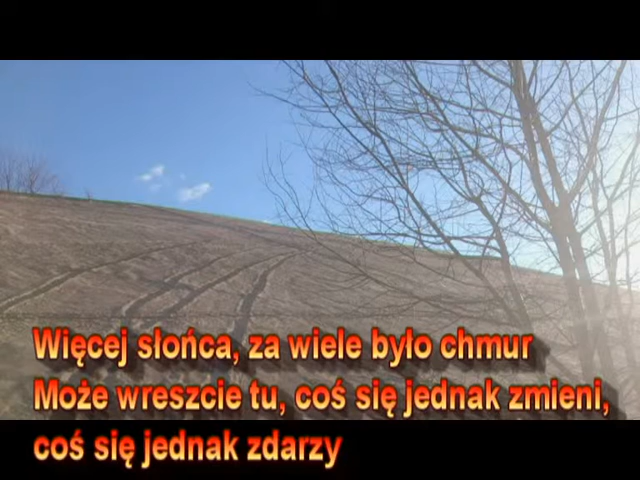 Więcej słońca, za wiele było chmur
Może wreszcie tu, coś się jednak zmieni,
coś się jednak zdarzy